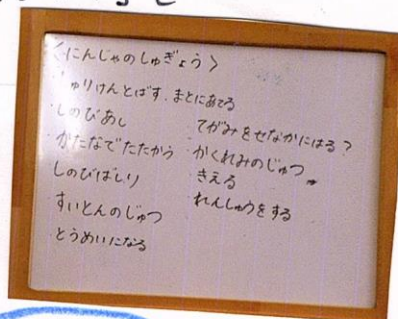 〈にんじゃのしゅぎょう〉
しゅりけんとばす、まとにあてる
しのびあし
かたなでたたかう
しのびばしり
すいとんのじゅつ
とうめいになる
てがみをせなかにはる？
かくれみのじゅつ
きえる
れんしゅうをする